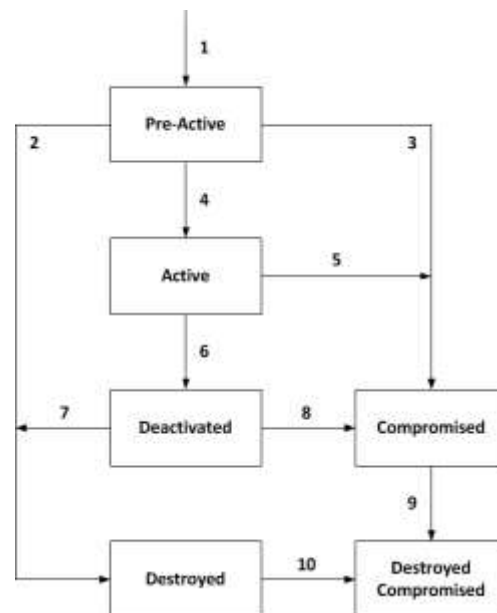 1
Pre-Active
2
3
4
Active
5
6
7
Deactivated
8
Compromised
9
Destroyed
10
Destroyed
Compromised